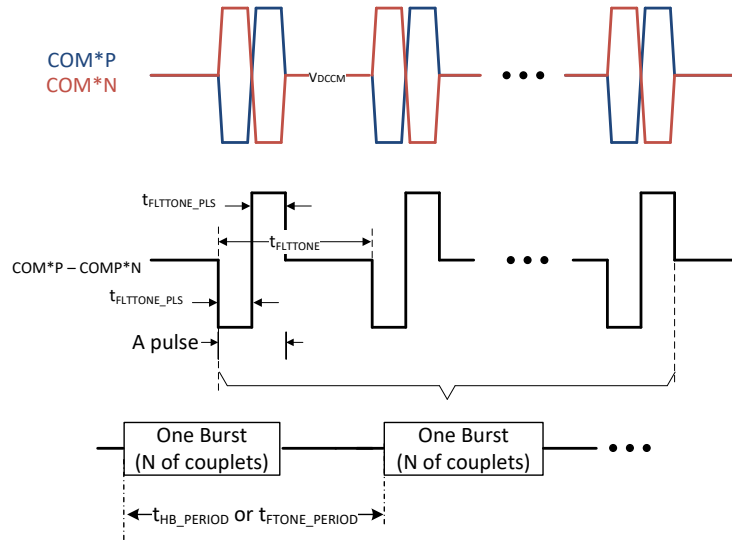 COM*P
COM*N
VDCCM
tFLTTONE_PLS
tFLTTONE
COM*P – COMP*N
tFLTTONE_PLS
A pulse
One Burst
(N of couplets)
One Burst
(N of couplets)
tHB_PERIOD or tFTONE_PERIOD